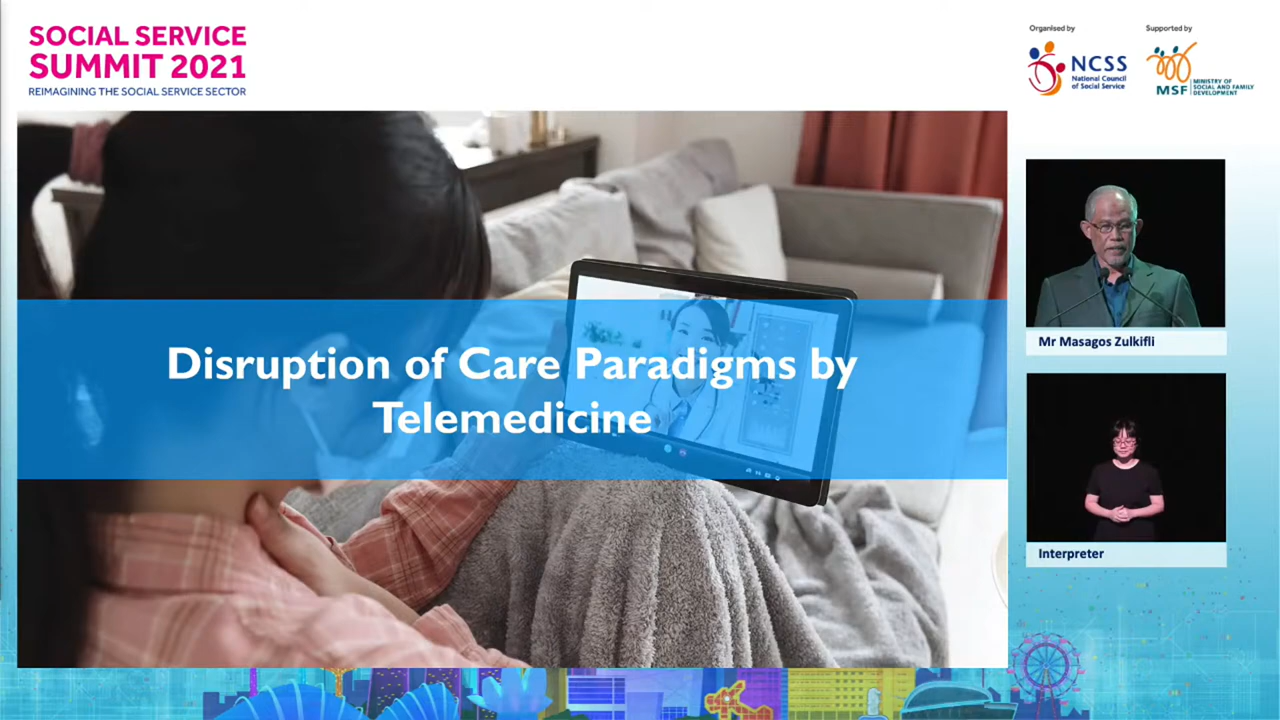 SOCIAL SERVICE
SUMMIT 2021
REIMAGINING THE SOCIAL SERVICE SECTOR
Organised by
NCSS
National Council
of Social Service
Supported by
MSF
MINISTRY OF
SOCIAL AND FAMILY
DEVELOPMENT
Disruption of Care Paradigms by
Telemedicine
Mr Masagos Zulkifli
Interpreter